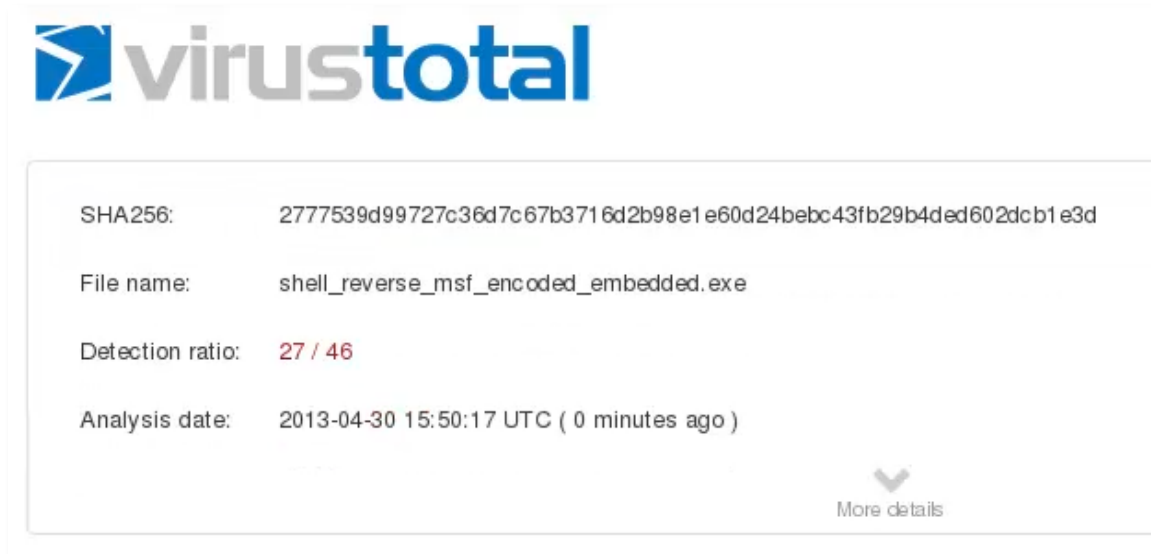 virustotal
SHA256: 2777539d99727c36d7c67b3716d2b98e1e60d24bebc43fb29b4ded602dcb1e3d
File name: shell_reverse_msf_encoded_embedded.exe
Detection ratio: 27 / 46
Analysis date: 2013-04-30 15:50:17 UTC ( 0 minutes ago )
More details